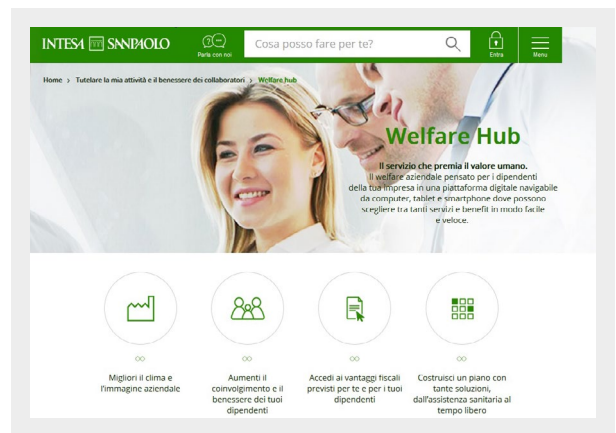 INTESA SANPAOLO
Parla con noi
Cosa posso fare per te?
Entra
Menu
Home > Tutelare la mia attività e il benessere dei collaboratori > Welfare hub
Welfare Hub
Il servizio che premia il valore umano.
Il welfare aziendale pensato per i dipendenti
della tua impresa in una piattaforma digitale navigabile
da computer, tablet e smartphone dove possono
scegliere tra tanti servizi e benefit in modo facile
e veloce.
Migliori il clima e
l'immagine aziendale
Aumenti il
coinvolgimento e il
benessere dei tuoi
dipendenti
Accedi ai vantaggi fiscali
previsti per te e per i tuoi
dipendenti
Costruisci un piano con
tante soluzioni,
dall'assistenza sanitaria al
tempo libero